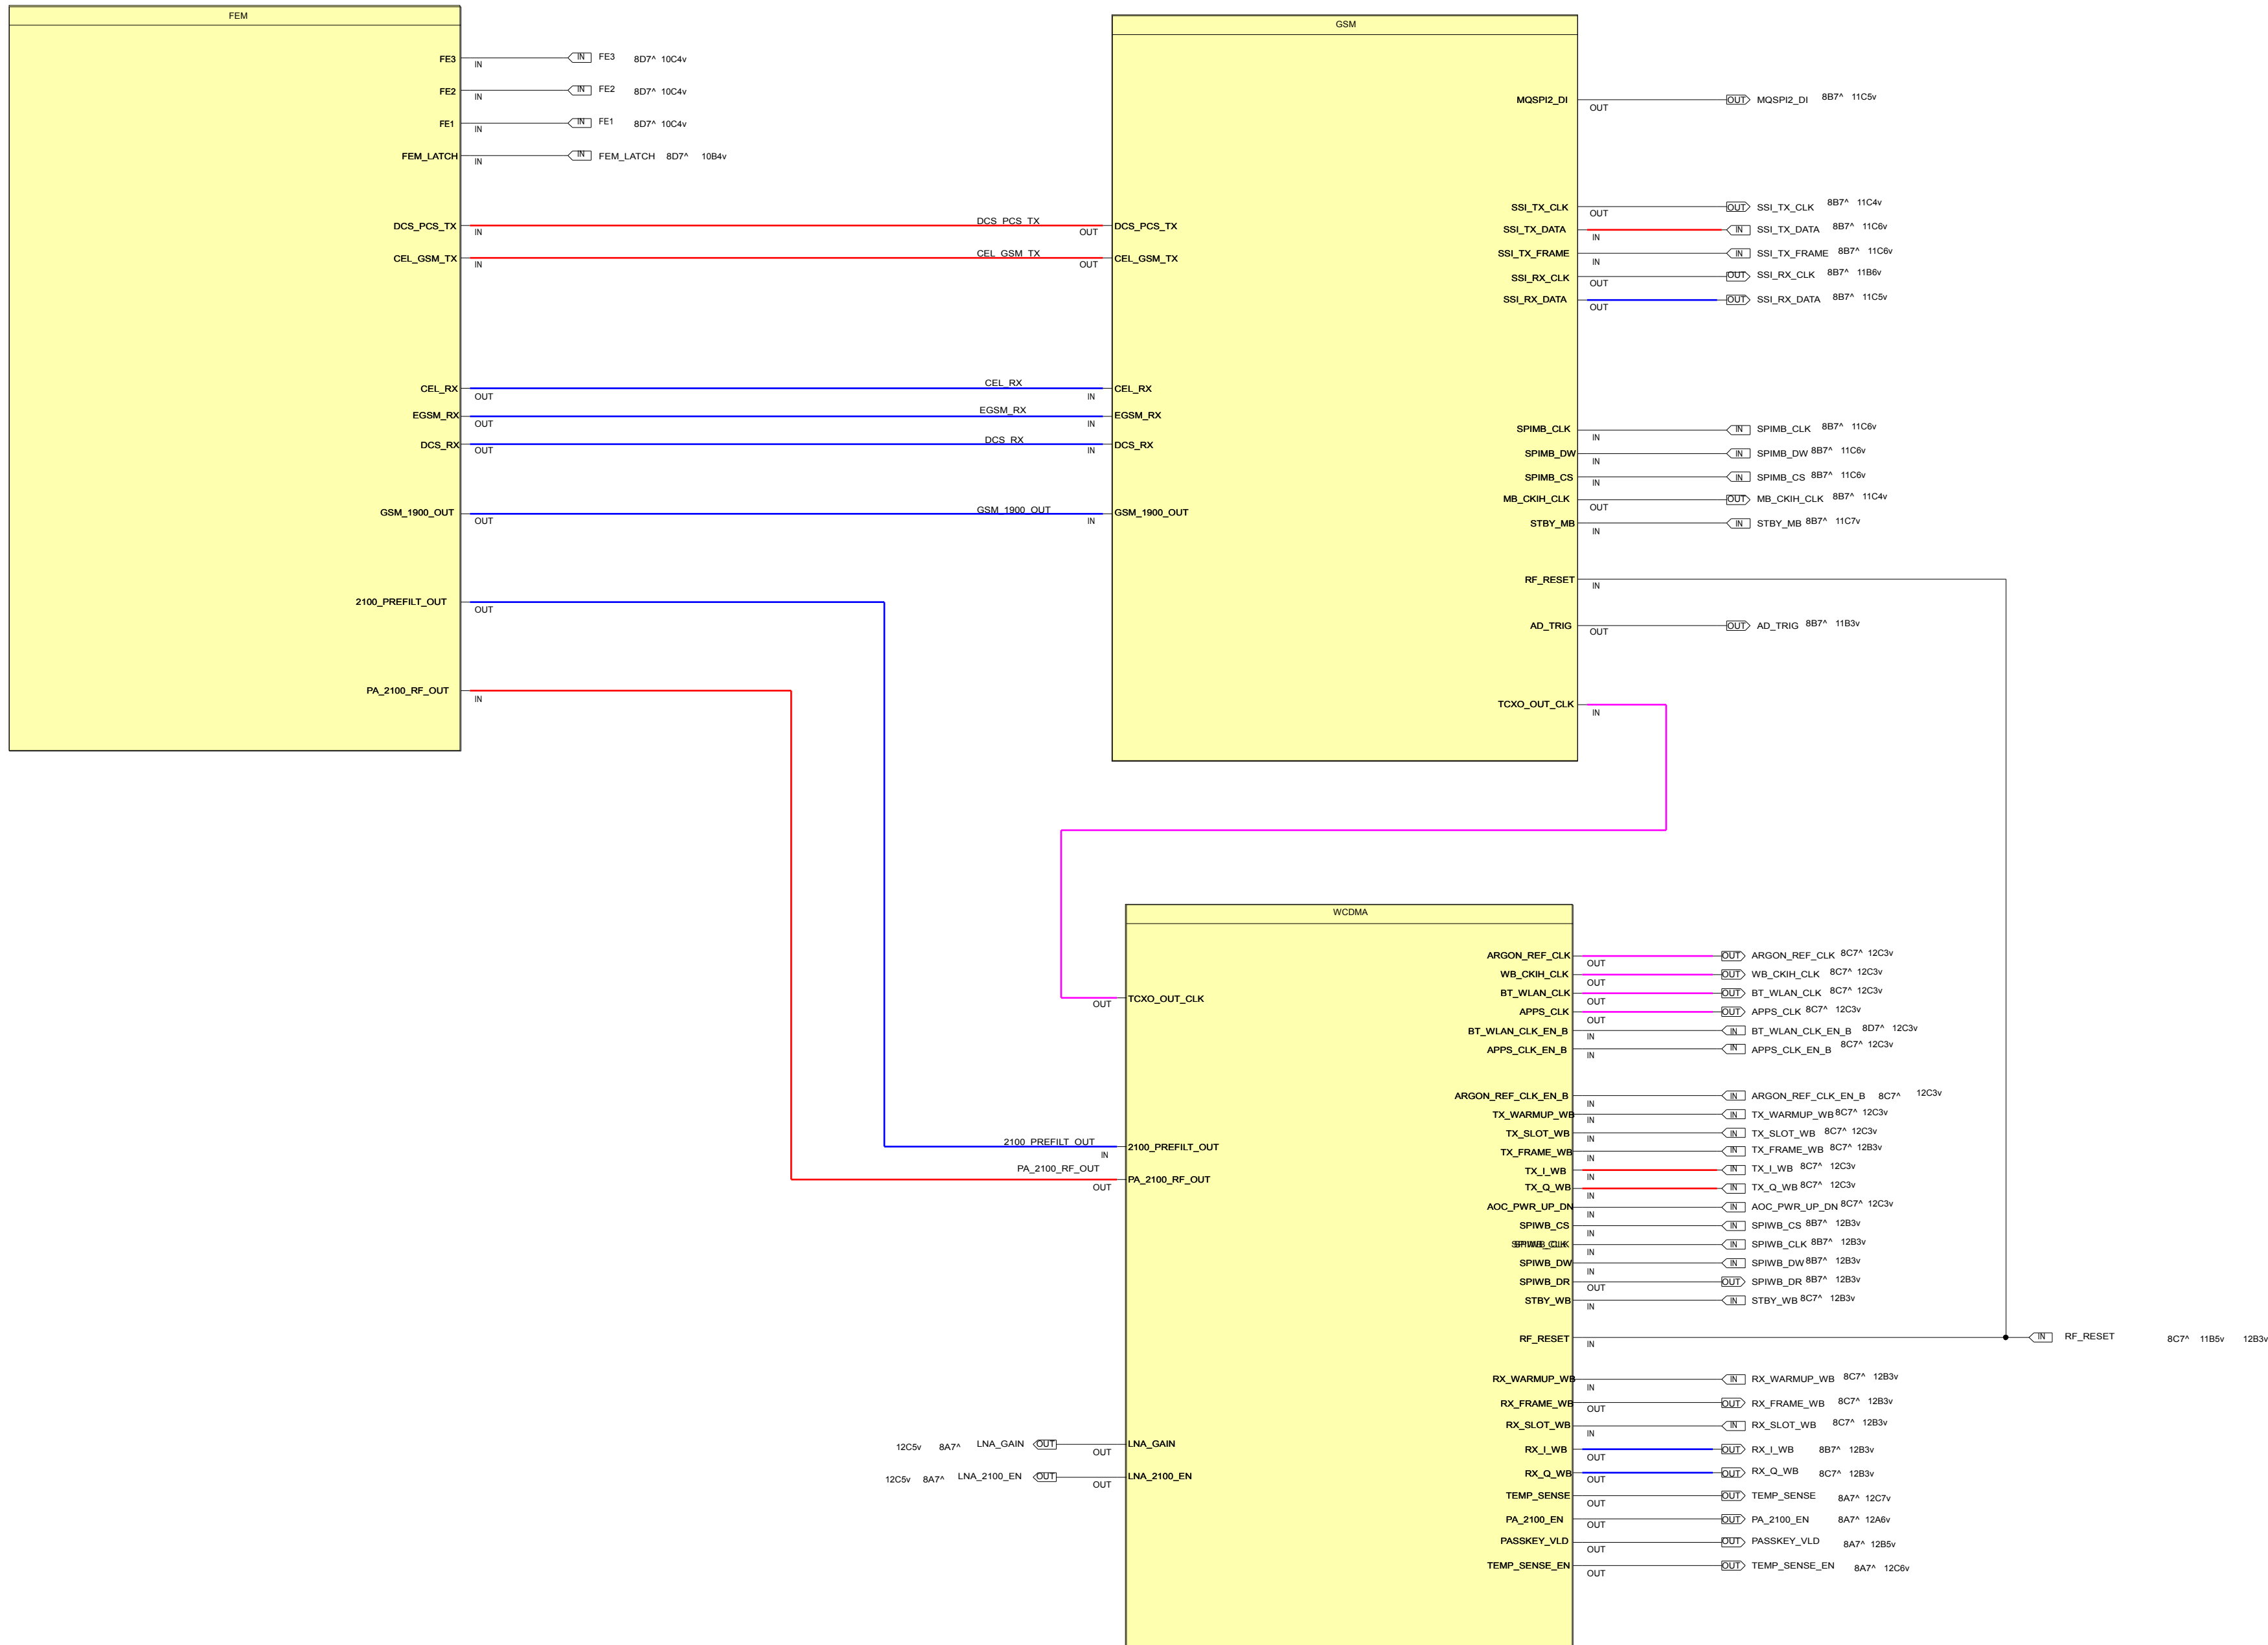 FEM
FE3 IN IN FE3 8D7^ 10C4v
FE2 IN IN FE2 8D7^ 10C4v
FE1 IN IN FE1 8D7^ 10C4v
FEM_LATCH IN IN FEM_LATCH 8D7^ 10B4v
DCS_PCS_TX IN DCS_PCS_TX OUT DCS_PCS_TX
CEL_GSM_TX IN CEL_GSM_TX OUT CEL_GSM_TX
CEL_RX OUT CEL_RX IN CEL_RX
EGSM_RX OUT EGSM_RX IN EGSM_RX
DCS_RX OUT DCS_RX IN DCS_RX
GSM_1900_OUT OUT GSM_1900_OUT IN GSM_1900_OUT
2100_PREFILT_OUT OUT
PA_2100_RF_OUT IN
GSM
MQSPI2_DI OUT OUT MQSPI2_DI 8B7^ 11C5v
SSI_TX_CLK OUT OUT SSI_TX_CLK 8B7^ 11C4v
SSI_TX_DATA IN IN SSI_TX_DATA 8B7^ 11C6v
SSI_TX_FRAME IN IN SSI_TX_FRAME 8B7^ 11C6v
SSI_RX_CLK OUT OUT SSI_RX_CLK 8B7^ 11B6v
SSI_RX_DATA OUT OUT SSI_RX_DATA 8B7^ 11C5v
SPIMB_CLK IN IN SPIMB_CLK 8B7^ 11C6v
SPIMB_DW IN IN SPIMB_DW 8B7^ 11C6v
SPIMB_CS IN IN SPIMB_CS 8B7^ 11C6v
MB_CKIH_CLK OUT OUT MB_CKIH_CLK 8B7^ 11C4v
STBY_MB IN IN STBY_MB 8B7^ 11C7v
RF_RESET IN
AD_TRIG OUT OUT AD_TRIG 8B7^ 11B3v
TCXO_OUT_CLK IN
WCDMA
OUT TCXO_OUT_CLK
2100_PREFILT_OUT IN 2100_PREFILT_OUT
PA_2100_RF_OUT OUT PA_2100_RF_OUT
12C5v 8A7^ LNA_GAIN OUT OUT LNA_GAIN
12C5v 8A7^ LNA_2100_EN OUT OUT LNA_2100_EN
ARGON_REF_CLK OUT OUT ARGON_REF_CLK 8C7^ 12C3v
WB_CKIH_CLK OUT OUT WB_CKIH_CLK 8C7^ 12C3v
BT_WLAN_CLK OUT OUT BT_WLAN_CLK 8C7^ 12C3v
APPS_CLK OUT OUT APPS_CLK 8C7^ 12C3v
BT_WLAN_CLK_EN_B IN IN BT_WLAN_CLK_EN_B 8D7^ 12C3v
APPS_CLK_EN_B IN IN APPS_CLK_EN_B 8C7^ 12C3v
ARGON_REF_CLK_EN_B IN IN ARGON_REF_CLK_EN_B 8C7^ 12C3v
TX_WARMUP_WB IN IN TX_WARMUP_WB 8C7^ 12C3v
TX_SLOT_WB IN IN TX_SLOT_WB 8C7^ 12C3v
TX_FRAME_WB IN IN TX_FRAME_WB 8C7^ 12B3v
TX_I_WB IN IN TX_I_WB 8C7^ 12C3v
TX_Q_WB IN IN TX_Q_WB 8C7^ 12C3v
AOC_PWR_UP_DN IN IN AOC_PWR_UP_DN 8C7^ 12C3v
SPIWB_CS IN IN SPIWB_CS 8B7^ 12B3v
IN IN SPIWB_CLK 8B7^ 12B3v
SPIWB_DW IN IN SPIWB_DW 8B7^ 12B3v
SPIWB_DR OUT OUT SPIWB_DR 8B7^ 12B3v
STBY_WB IN IN STBY_WB 8C7^ 12B3v
RF_RESET IN IN RF_RESET 8C7^ 11B5v 12B3v
RX_WARMUP_WB IN IN RX_WARMUP_WB 8C7^ 12B3v
RX_FRAME_WB OUT OUT RX_FRAME_WB 8C7^ 12B3v
RX_SLOT_WB IN IN RX_SLOT_WB 8C7^ 12B3v
RX_I_WB OUT OUT RX_I_WB 8B7^ 12B3v
RX_Q_WB OUT OUT RX_Q_WB 8C7^ 12B3v
TEMP_SENSE OUT OUT TEMP_SENSE 8A7^ 12C7v
PA_2100_EN OUT OUT PA_2100_EN 8A7^ 12A6v
PASSKEY_VLD OUT OUT PASSKEY_VLD 8A7^ 12B5v
TEMP_SENSE_EN OUT OUT TEMP_SENSE_EN 8A7^ 12C6v